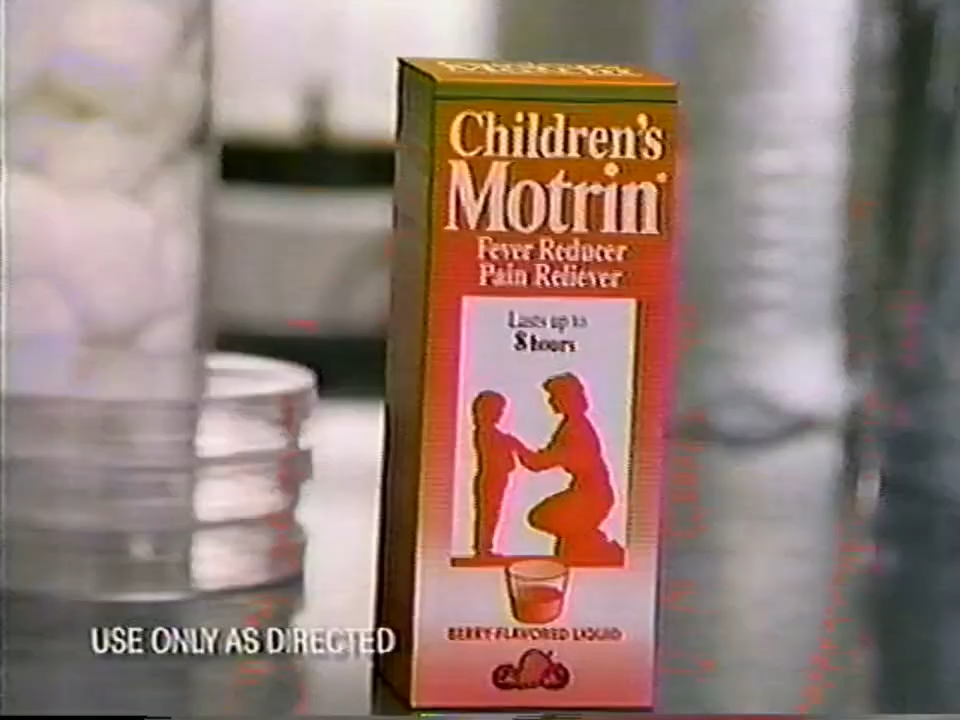 Children's
Motrin
Fever Reducer
Pain Reliever
Lasts up to
8 hours
BERRY-FLAVORED LIQUID
USE ONLY AS DIRECTED